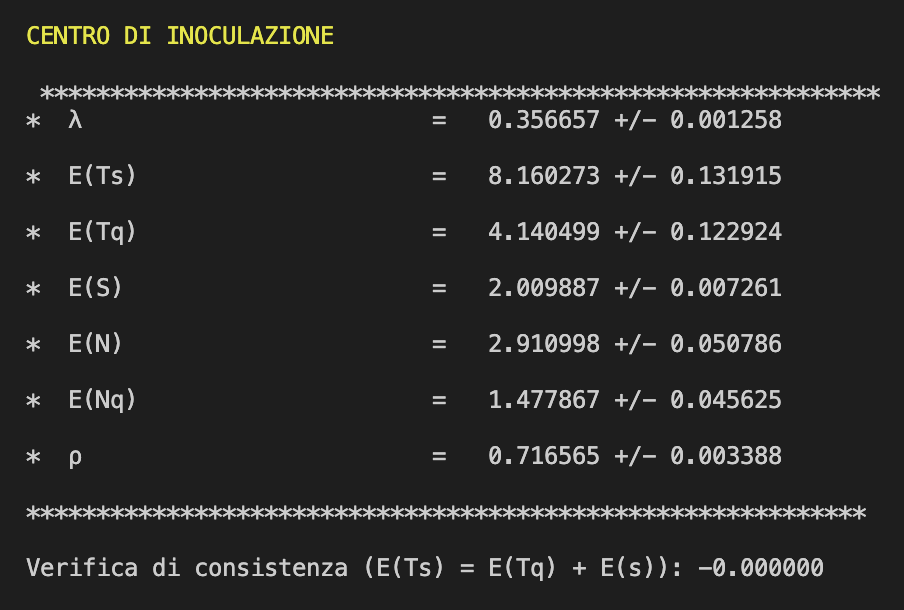 CENTRO DI INOCULAZIONE
************************************************************
* λ = 0.356657 +/- 0.001258
* E(Ts) = 8.160273 +/- 0.131915
* E(Tq) = 4.140499 +/- 0.122924
* E(S) = 2.009887 +/- 0.007261
* E(N) = 2.910998 +/- 0.050786
* E(Nq) = 1.477867 +/- 0.045625
* ρ = 0.716565 +/- 0.003388
************************************************************
Verifica di consistenza (E(Ts) = E(Tq) + E(s)): -0.000000